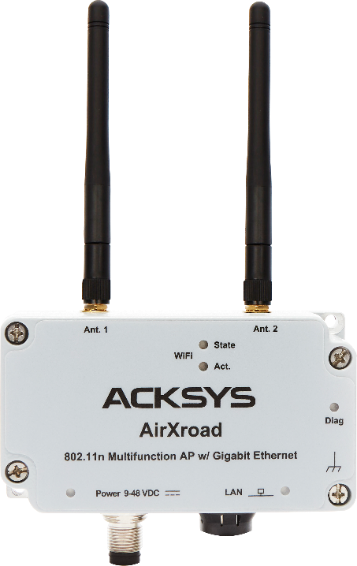 Ant. 1
Ant. 2
State
WiFi
Act.
ACKSYS
AirXroad
Diag
802.11n Multifunction AP w/ Gigabit Ethernet
Power 9-48 VDC
LAN